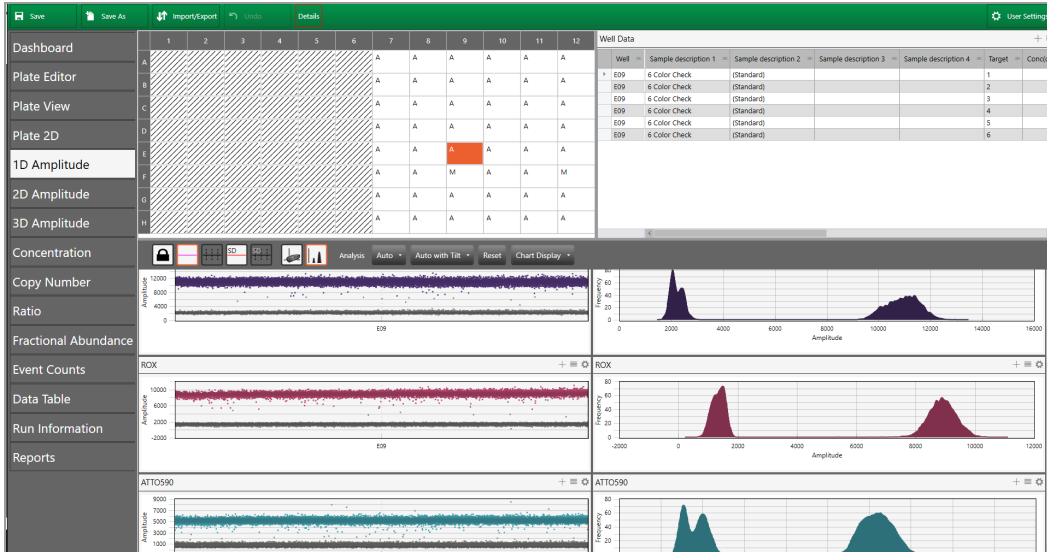 Save Save As Import/Export Undo Details User Settings
Dashboard
Plate Editor
Plate View
Plate 2D
1D Amplitude
2D Amplitude
3D Amplitude
Concentration
Copy Number
Ratio
Fractional Abundance
Event Counts
Data Table
Run Information
Reports
1 2 3 4 5 6 7 8 9 10 11 12
A A A A A A A
B A A A A A A
C A A A A A A
D A A A A A A
E A A A A A A
F A A M A A M
G A A A A A A
H A A A A A A
Well Data
Well Sample description 1 Sample description 2 Sample description 3 Sample description 4 Target Conc(c
E09 6 Color Check (Standard) 1
E09 6 Color Check (Standard) 2
E09 6 Color Check (Standard) 3
E09 6 Color Check (Standard) 4
E09 6 Color Check (Standard) 5
E09 6 Color Check (Standard) 6
SD SD Analysis Auto Auto with Tilt Reset Chart Display
Amplitude
12000
8000
4000
0
E09
Frequency
80
60
40
20
0
0 2000 4000 6000 8000 10000 12000 14000 16000
Amplitude
ROX
Amplitude
10000
6000
2000
-2000
E09
ROX
Frequency
80
60
40
20
0
-2000 0 2000 4000 6000 8000 10000 12000
Amplitude
ATTO590
Amplitude
9000
7000
5000
3000
1000
ATTO590
Frequency
80
60
40
20